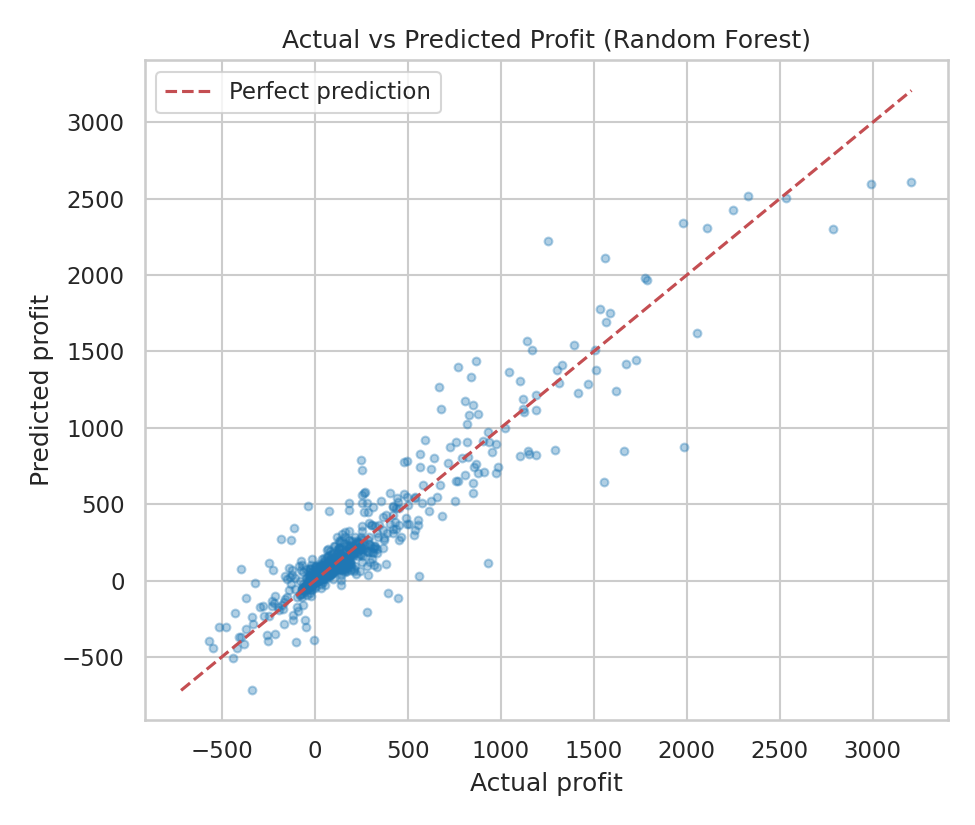 Actual vs Predicted Profit (Random Forest)
Perfect prediction
3000
2500
2000
1500
1000
500
0
−500
Predicted profit
−500 0 500 1000 1500 2000 2500 3000
Actual profit